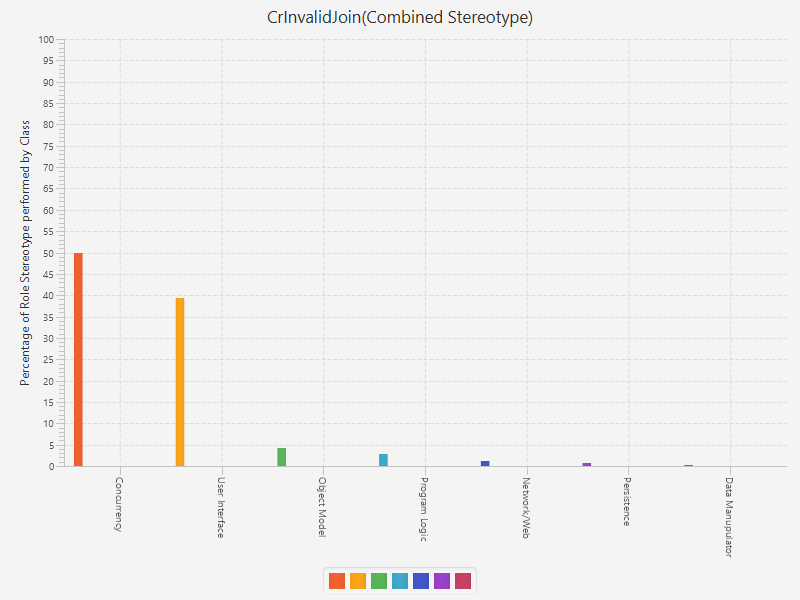 CrInvalidJoin(Combined Stereotype)
Percentage of Role Stereotype performed by Class
100
95
90
85
80
75
70
65
60
55
50
45
40
35
30
25
20
15
10
5
0
Concurrency
User Interface
Object Model
Program Logic
Network/Web
Persistence
Data Manupulator